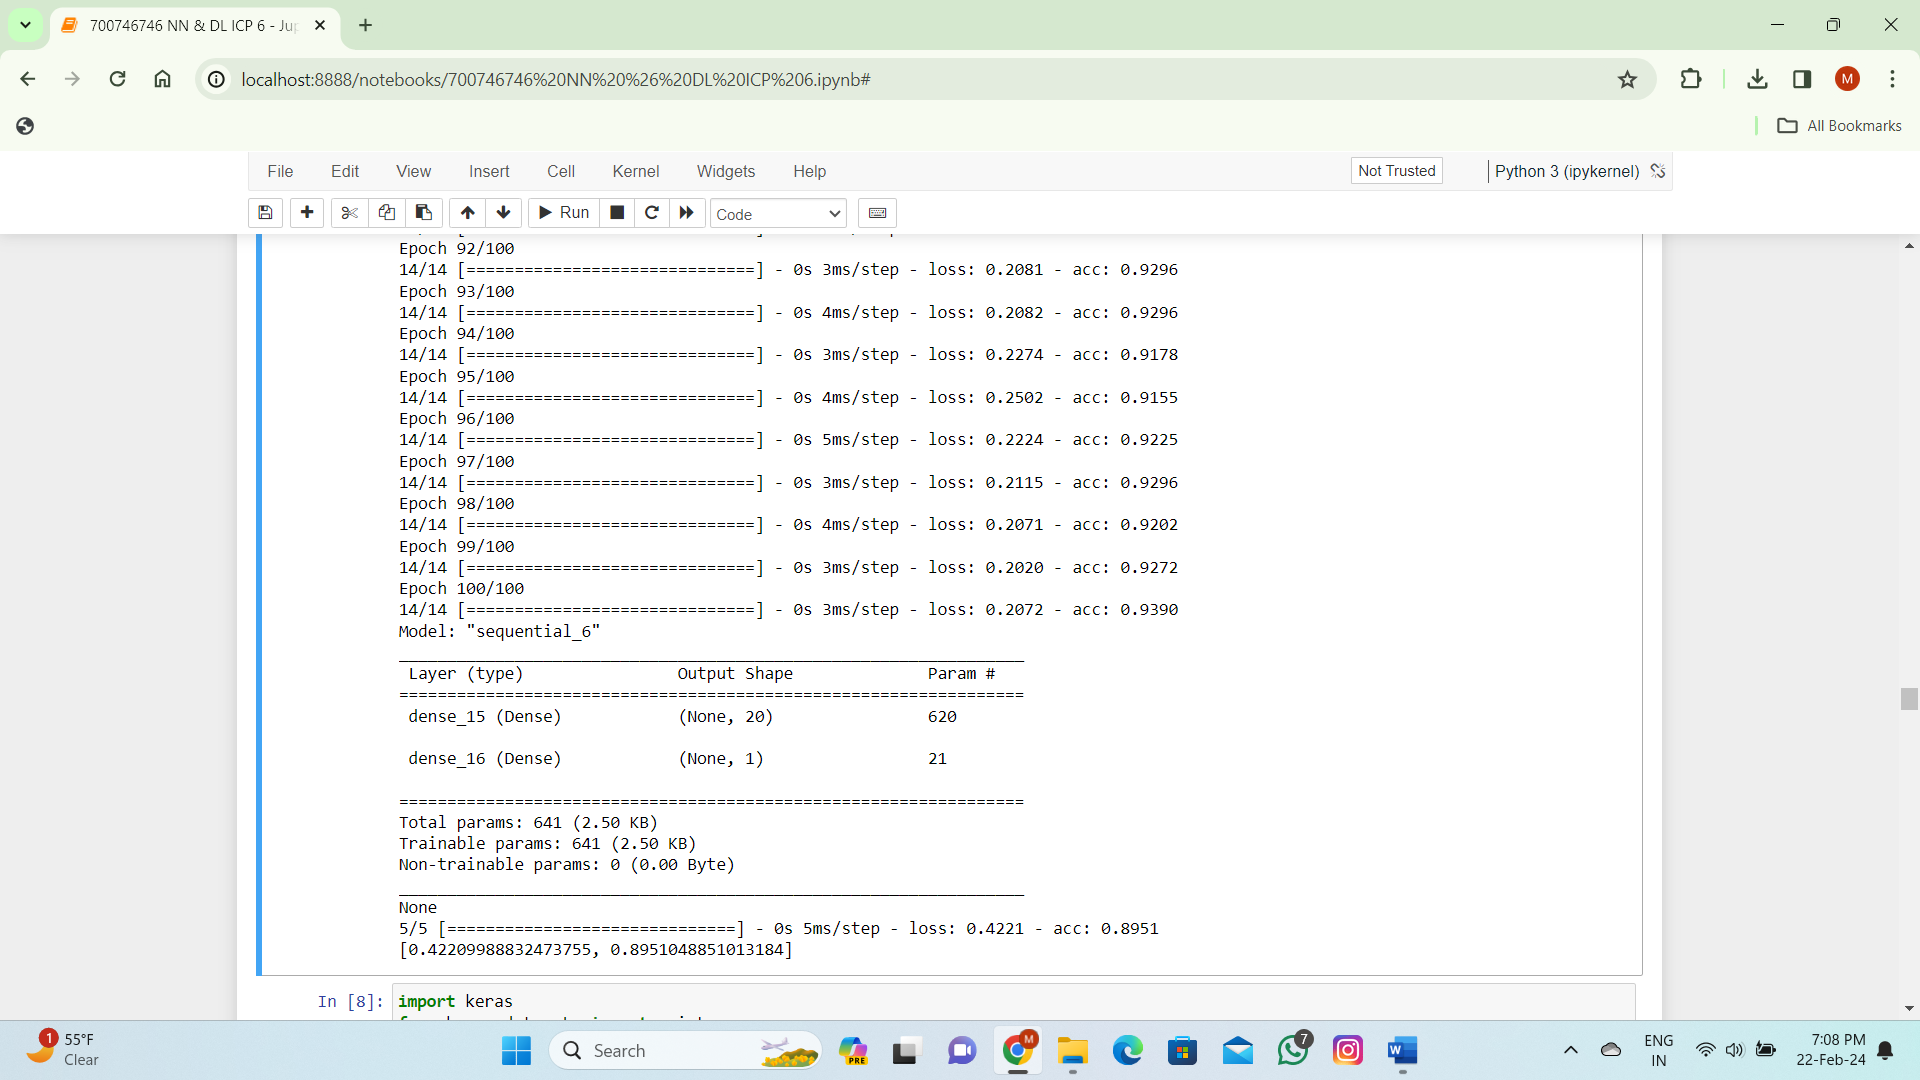 700746746 NN & DL ICP 6 - Jup
localhost:8888/notebooks/700746746%20NN%20%26%20DL%20ICP%206.ipynb#
M
All Bookmarks
File Edit View Insert Cell Kernel Widgets Help Not Trusted Python 3 (ipykernel)
Run Code
Epoch 92/100
14/14 [==============================] - 0s 3ms/step - loss: 0.2081 - acc: 0.9296
Epoch 93/100
14/14 [==============================] - 0s 4ms/step - loss: 0.2082 - acc: 0.9296
Epoch 94/100
14/14 [==============================] - 0s 3ms/step - loss: 0.2274 - acc: 0.9178
Epoch 95/100
14/14 [==============================] - 0s 4ms/step - loss: 0.2502 - acc: 0.9155
Epoch 96/100
14/14 [==============================] - 0s 5ms/step - loss: 0.2224 - acc: 0.9225
Epoch 97/100
14/14 [==============================] - 0s 3ms/step - loss: 0.2115 - acc: 0.9296
Epoch 98/100
14/14 [==============================] - 0s 4ms/step - loss: 0.2071 - acc: 0.9202
Epoch 99/100
14/14 [==============================] - 0s 3ms/step - loss: 0.2020 - acc: 0.9272
Epoch 100/100
14/14 [==============================] - 0s 3ms/step - loss: 0.2072 - acc: 0.9390
Model: "sequential_6"
_________________________________________________________________
Layer (type) Output Shape Param #
=================================================================
dense_15 (Dense) (None, 20) 620
dense_16 (Dense) (None, 1) 21
=================================================================
Total params: 641 (2.50 KB)
Trainable params: 641 (2.50 KB)
Non-trainable params: 0 (0.00 Byte)
_________________________________________________________________
None
5/5 [==============================] - 0s 5ms/step - loss: 0.4221 - acc: 0.8951
[0.42209988832473755, 0.8951048851013184]
In [8]: import keras
1 55°F
Clear
Search
PRE
M
7
W
ENG
IN
7:08 PM
22-Feb-24